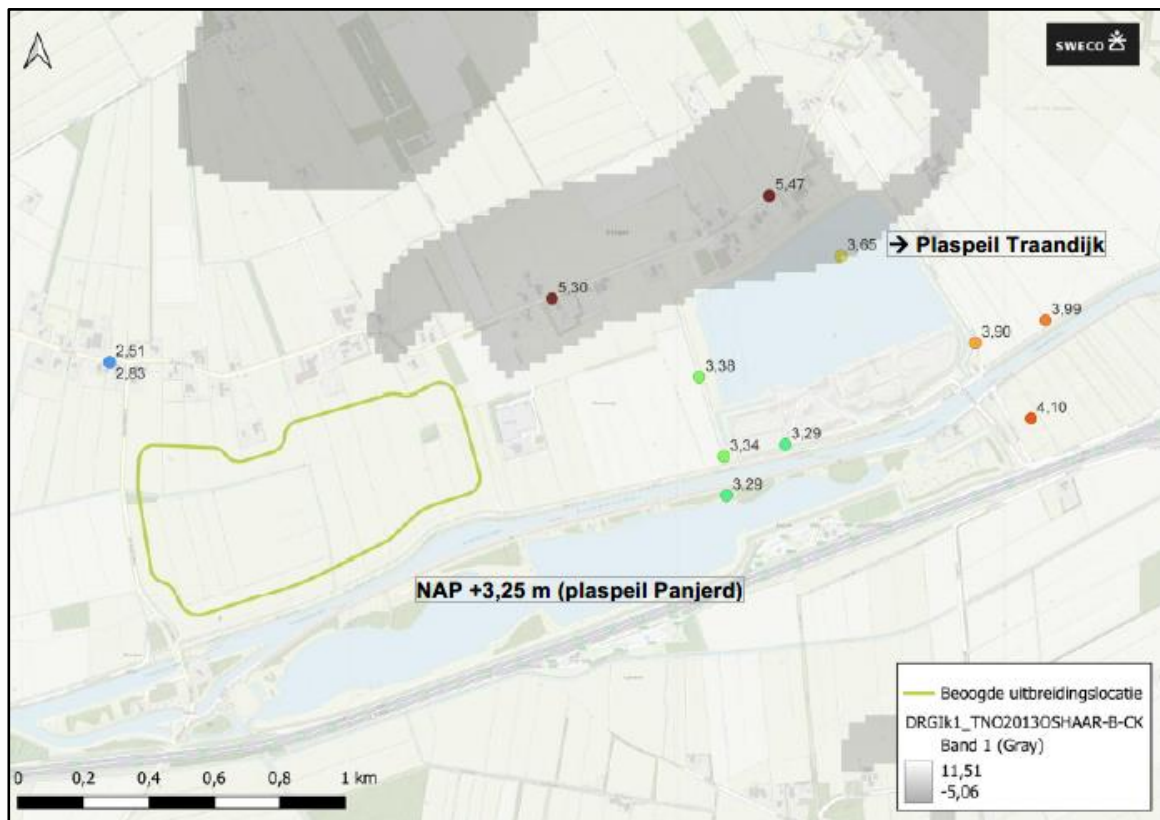 SWECO
5,47
3,65
→ Plaspeil Traandijk
5,30
3,99
3,90
2,51
2,83
3,38
4,10
3,34
3,29
3,29
NAP +3,25 m (plaspeil Panjerd)
Beoogde uitbreidingslocatie
DRGIk1_TNO2013OSHAAR-B-CK
Band 1 (Gray)
11,51
-5,06
0 0,2 0,4 0,6 0,8 1 km